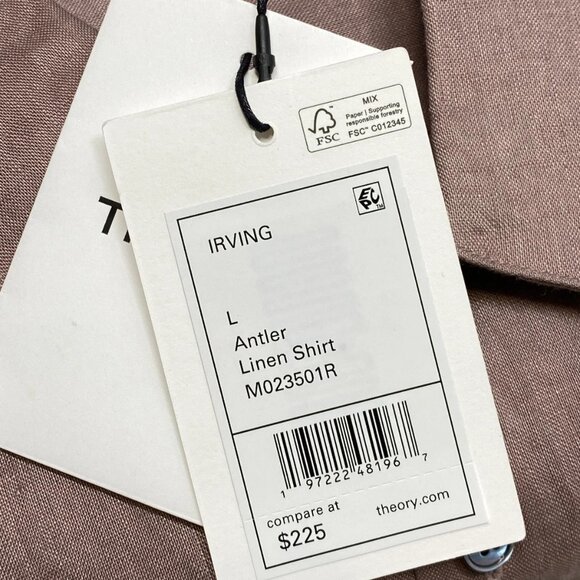 MIX
Paper | Supporting
responsible forestry
FSC™ C012345
FSC
EPC™
IRVING
L
Antler
Linen Shirt
M023501R
1 97222 48196 7
compare at
$225
theory.com